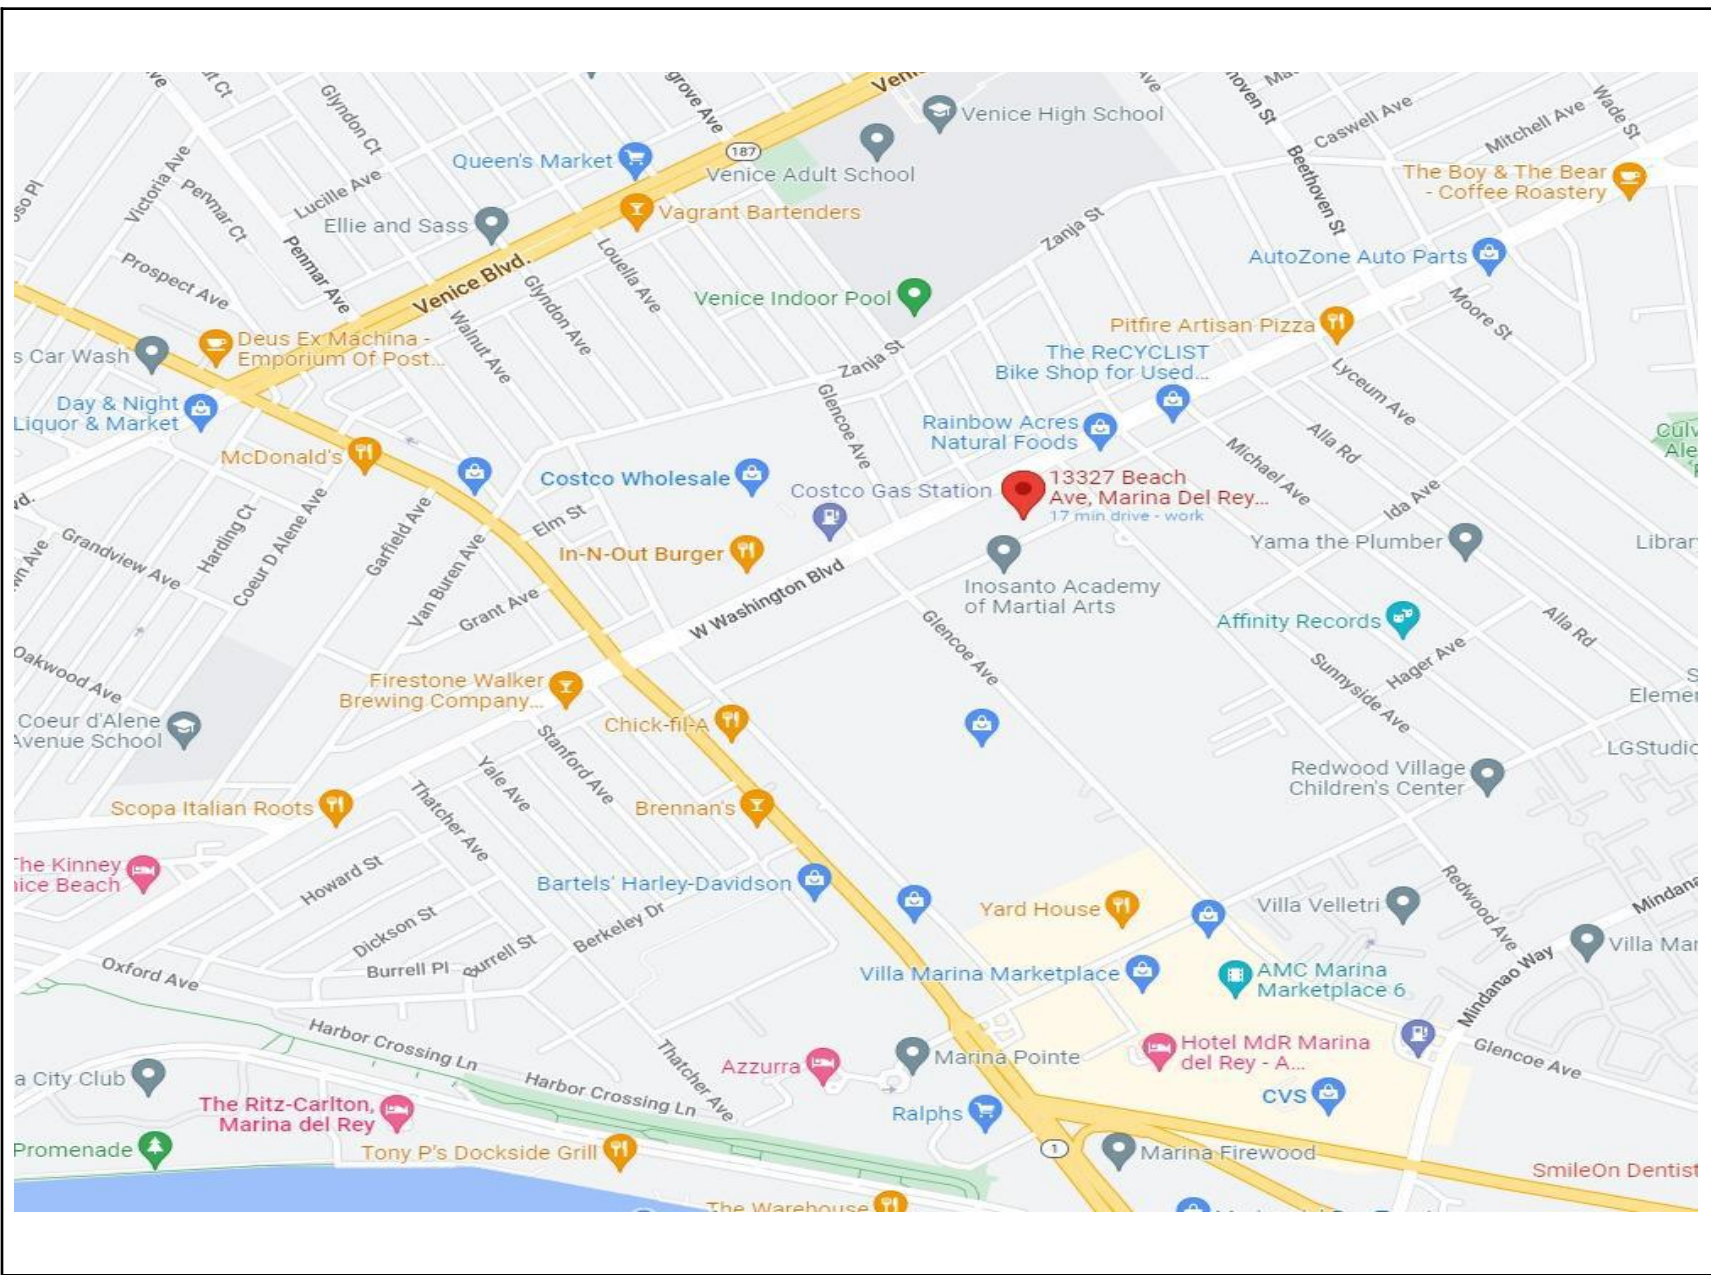 Glyndon Ct
grove Ave
187
Venice High School
Venice Adult School
Caswell Ave
Mitchell Ave
Wade St
Beethoven St
Queen's Market
Vagrant Bartenders
Victoria Ave
Penmar Ct
Lucille Ave
Ellie and Sass
Penmar Ave
Prospect Ave
Venice Blvd.
Louella Ave
Glyndon Ave
Walnut Ave
Zanja St
The Boy & The Bear
- Coffee Roastery
AutoZone Auto Parts
Moore St
Venice Indoor Pool
Pitfire Artisan Pizza
The ReCYCLIST
Bike Shop for Used...
Zanja St
Lyceum Ave
s Car Wash
Deus Ex Machina -
Emporium Of Post...
Day & Night
Liquor & Market
McDonald's
Glencoe Ave
Rainbow Acres
Natural Foods
Michael Ave
Alla Rd
Ida Ave
Costco Wholesale
Costco Gas Station
13327 Beach
Ave, Marina Del Rey...
17 min drive - work
Elm St
In-N-Out Burger
W Washington Blvd
Grandview Ave
Harding Ct
Coeur D Alene Ave
Garfield Ave
Van Buren Ave
Grant Ave
Inosanto Academy
of Martial Arts
Yama the Plumber
Affinity Records
Alla Rd
Hager Ave
Sunnyside Ave
Glencoe Ave
Oakwood Ave
Coeur d'Alene
Avenue School
Firestone Walker
Brewing Company...
Chick-fil-A
Stanford Ave
Yale Ave
Thatcher Ave
Scopa Italian Roots
Brennan's
LGStudio
Redwood Village
Children's Center
The Kinney
nice Beach
Howard St
Dickson St
Burrell Pl
Burrell St
Berkeley Dr
Bartels' Harley-Davidson
Yard House
Villa Velletri
Redwood Ave
Villa Marina Marketplace
AMC Marina
Marketplace 6
Mindanao Way
Oxford Ave
Harbor Crossing Ln
Harbor Crossing Ln
Thatcher Ave
Azzurra
Marina Pointe
Hotel MdR Marina
del Rey - A...
Glencoe Ave
a City Club
The Ritz-Carlton,
Marina del Rey
Ralphs
CVS
Promenade
Tony P's Dockside Grill
1
Marina Firewood
SmileOn Dentist
The Warehouse